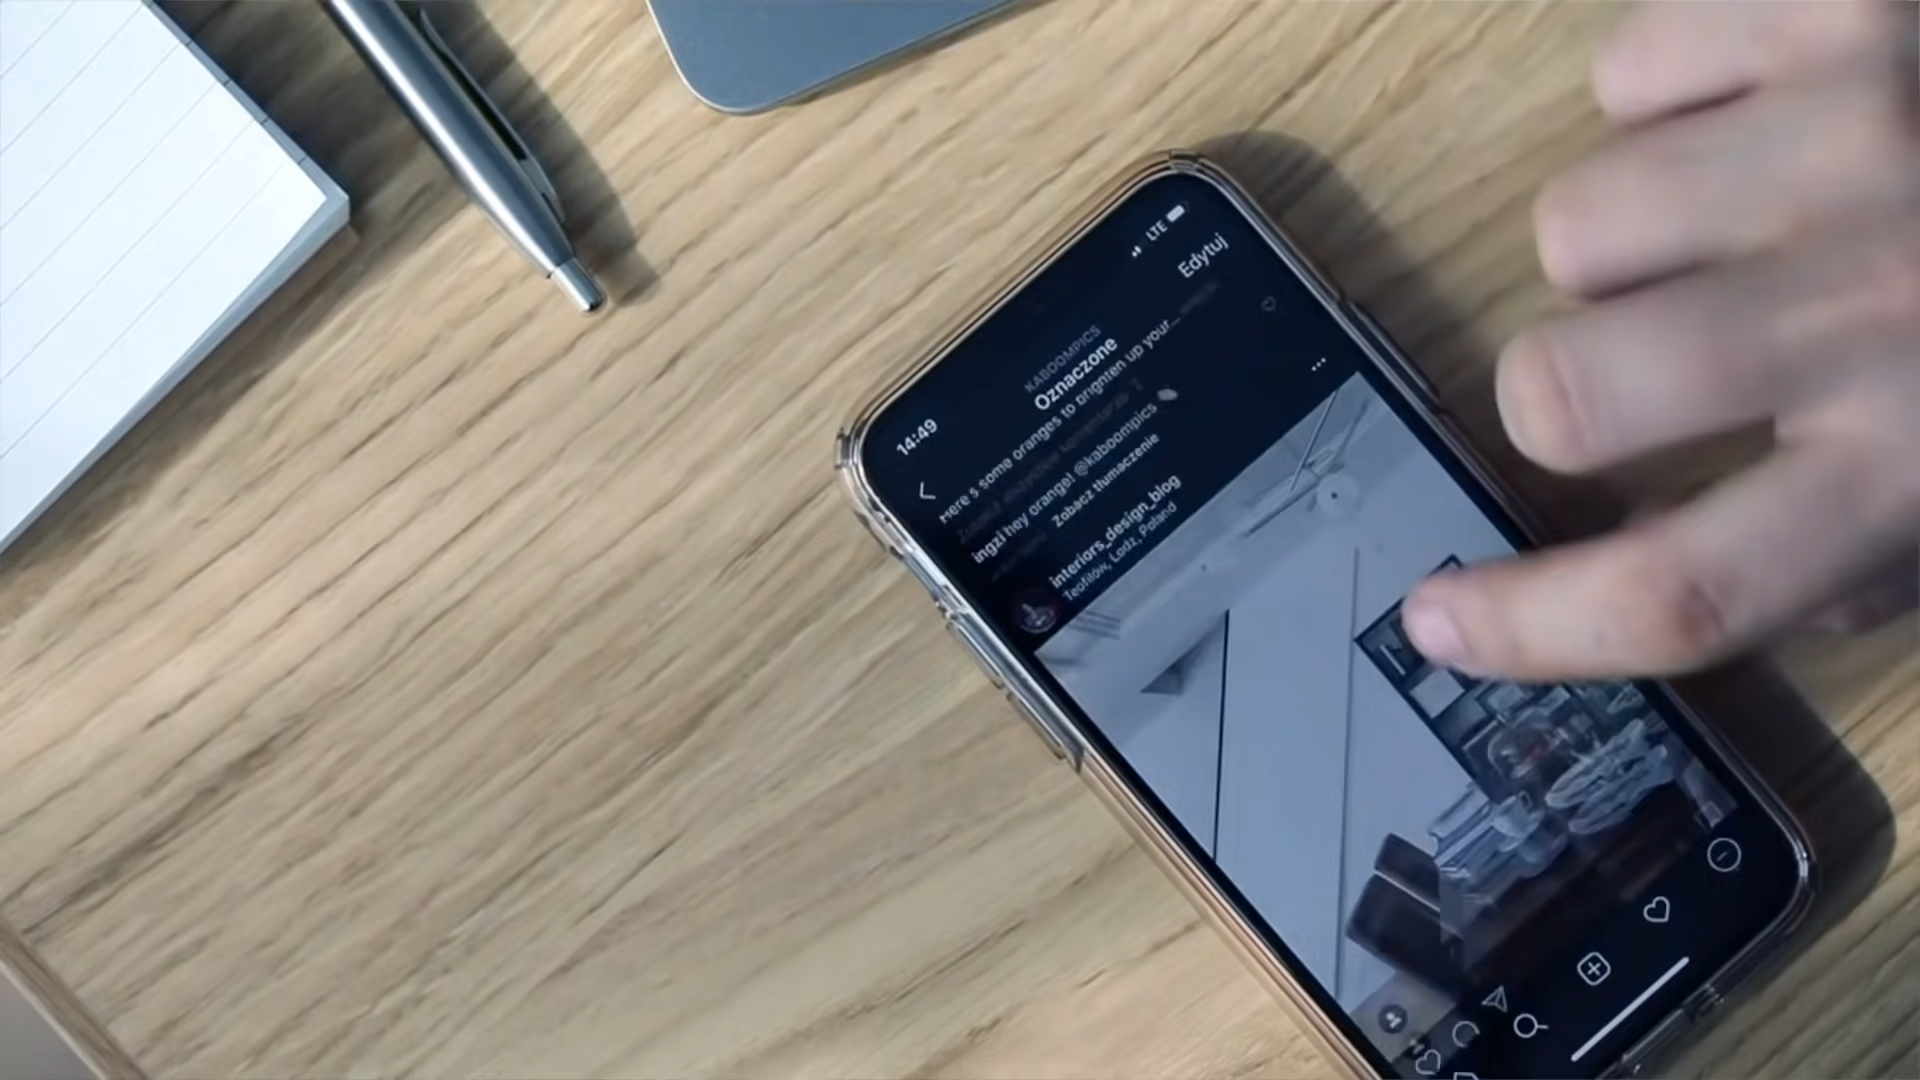 14:49
LTE
KABOOMPICS
Oznaczone
Edytuj
Here's some oranges to brighten up your...
ingzi hey orange! @kaboompics
Zobacz tłumaczenie
interiors_design_blog
Teofilów, Lodz, Poland